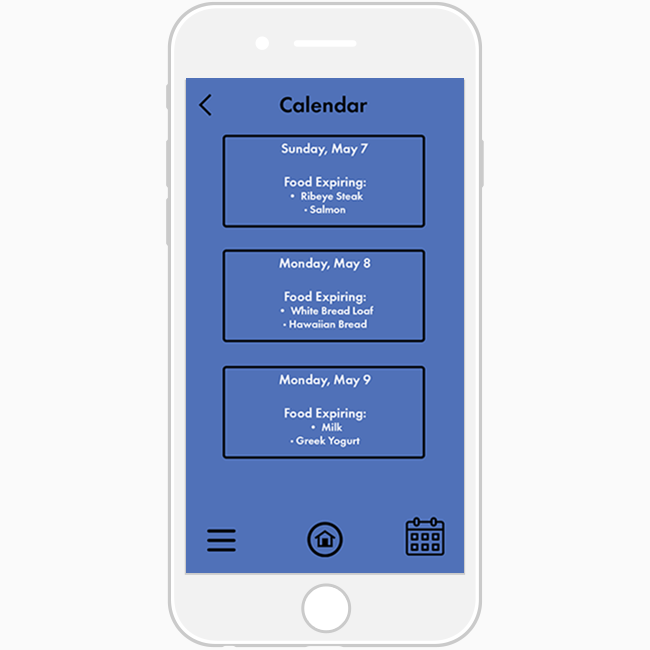 Calendar
Sunday, May 7
Food Expiring:
• Ribeye Steak
• Salmon
Monday, May 8
Food Expiring:
• White Bread Loaf
• Hawaiian Bread
Monday, May 9
Food Expiring:
• Milk
• Greek Yogurt